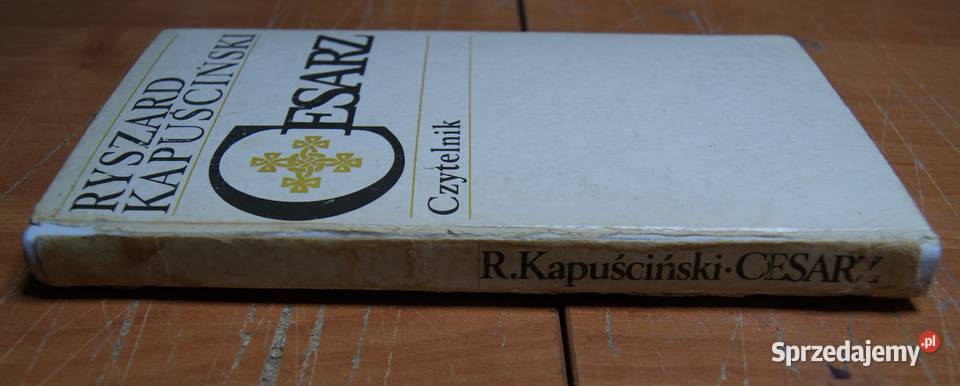 RYSZARD
KAPUŚCIŃSKI
CESARZ
Czytelnik
R.Kapuściński·CESARZ
Sprzedajemy.pl